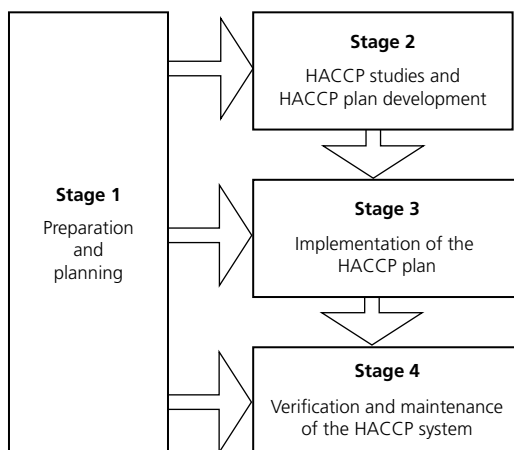 Stage 1
Preparation
and
planning
Stage 2
HACCP studies and
HACCP plan development
Stage 3
Implementation of the
HACCP plan
Stage 4
Verification and maintenance
of the HACCP system